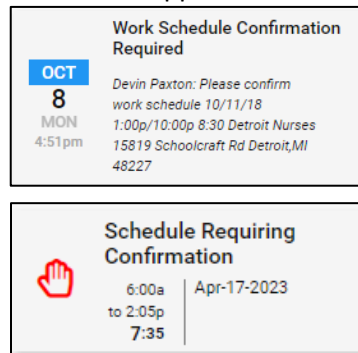 Work Schedule Confirmation
Required
OCT
8
MON
4:51pm
Devin Paxton: Please confirm
work schedule 10/11/18
1:00p/10:00p 8:30 Detroit Nurses
15819 Schoolcraft Rd Detroit,MI
48227
Schedule Requiring
Confirmation
6:00a
to 2:05p
7:35
Apr-17-2023